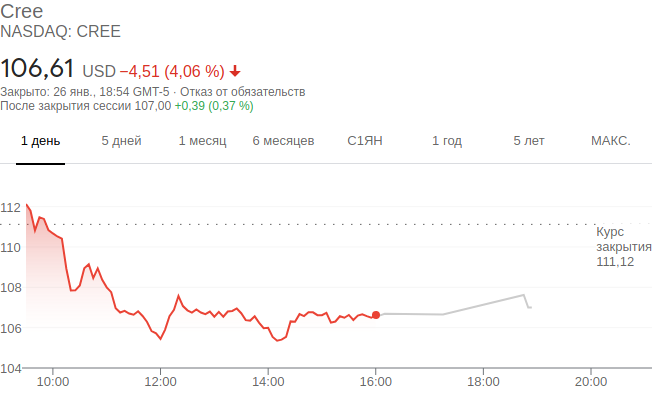 Cree
NASDAQ: CREE
106,61 USD −4,51 (4,06 %)
Закрыто: 26 янв., 18:54 GMT-5 · Отказ от обязательств
После закрытия сессии 107,00 +0,39 (0,37 %)
1 день 5 дней 1 месяц 6 месяцев С1ЯН 1 год 5 лет МАКС.
112
Курс
закрытия
111,12
110
108
106
104
10:00 12:00 14:00 16:00 18:00 20:00